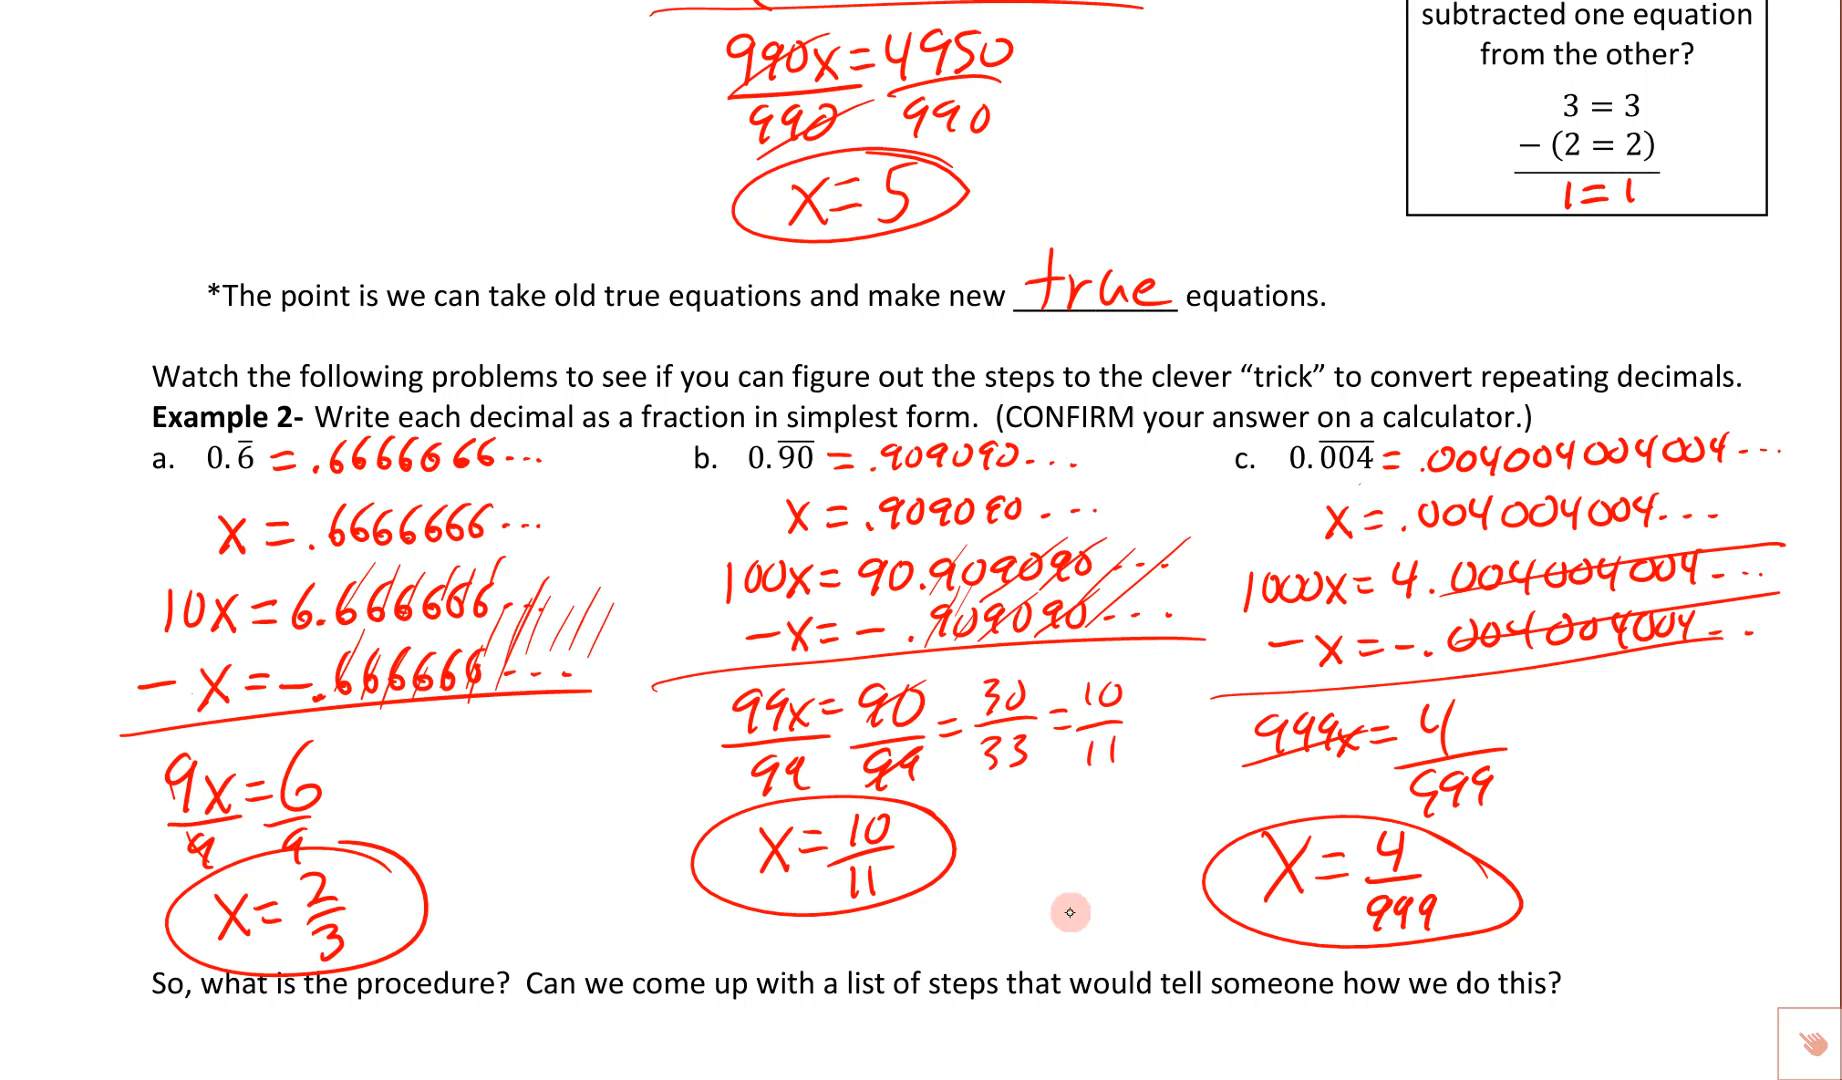 subtracted one equation
from the other?
990x = 4950
990 990
3 = 3
− (2 = 2)
1 = 1
x = 5
*The point is we can take old true equations and make new true equations.
Watch the following problems to see if you can figure out the steps to the clever “trick” to convert repeating decimals.
Example 2- Write each decimal as a fraction in simplest form. (CONFIRM your answer on a calculator.)
a. 0.6̅ = .6666666...
x = .6666666...
10x = 6.666666...
− x = −.666666...
9x = 6
9 9
x = 2/3
b. 0.9̅0̅ = .909090...
x = .909090...
100x = 90.909090...
−x = −.909090...
99x = 90 = 30/33 = 10/11
99 99
x = 10/11
c. 0.0̅0̅4̅ = .004004004004...
x = .004004004...
1000x = 4.004004004...
−x = −.004004004...
999x = 4
999
x = 4/999
So, what is the procedure? Can we come up with a list of steps that would tell someone how we do this?